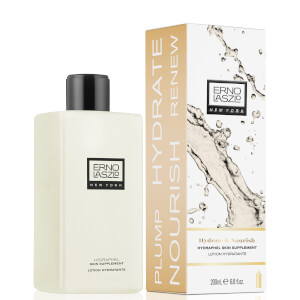 ERNO
LASZLO
NEW YORK
HYDRAPHEL
SKIN SUPPLEMENT
LOTION HYDRATANTE
PLUMP HYDRATE
NOURISH RENEW
ERNO
LASZLO
NEW YORK
Hydrate & Nourish
HYDRAPHEL SKIN SUPPLEMENT
LOTION HYDRATANTE
200ml ℮ 6.8 fl. oz.